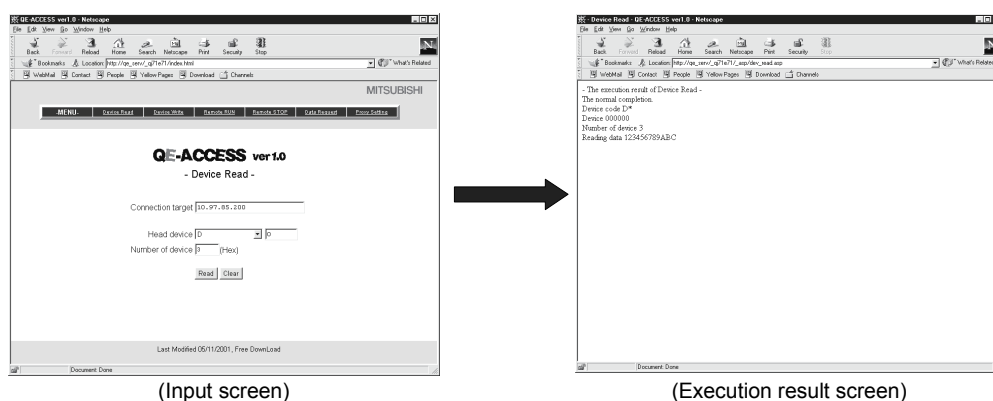 QE-ACCESS ver1.0 - Netscape
File Edit View Go Window Help
Back Forward Reload Home Search Netscape Print Security Stop
Bookmarks Location: http://qe_serv/_qj71e71/index.html What's Related
WebMail Contact People Yellow Pages Download Channels
MITSUBISHI
-MENU- Device Read Device Write Remote RUN Remote STOP Data Request Proxy Setting
QE-ACCESS ver 1.0
- Device Read -
Connection target 10.97.85.200
Head device D 0
Number of device 3 (Hex)
Read Clear
Last Modified 05/11/2001, Free DownLoad
Document: Done
(Input screen)
- Device Read - QE-ACCESS ver1.0 - Netscape
File Edit View Go Window Help
Back Forward Reload Home Search Netscape Print Security Stop
Bookmarks Location: http://qe_serv/_qj71e71/_asp/dev_read.asp What's Relate
WebMail Contact People Yellow Pages Download Channels
- The execution result of Device Read -
The normal completion.
Device code D*
Device 000000
Number of device 3
Reading data 123456789ABC
Document: Done
(Execution result screen)